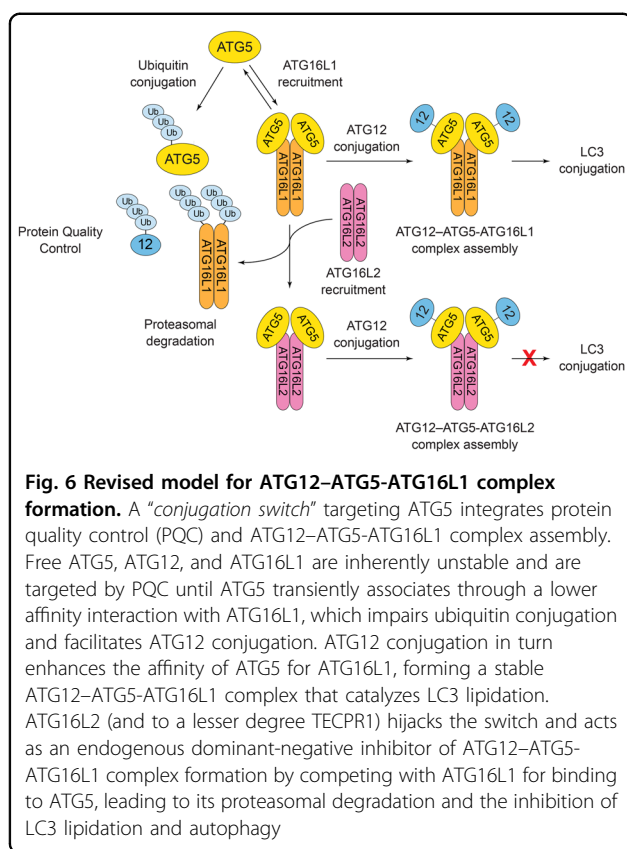 ATG5
Ubiquitin
conjugation
ATG16L1
recruitment
Ub
Ub
Ub
ATG5
ATG5
ATG5
ATG16L1
ATG16L1
ATG12
conjugation
12
12
ATG5
ATG5
ATG16L1
ATG16L1
LC3
conjugation
ATG12–ATG5-ATG16L1
complex assembly
Protein Quality
Control
Ub
Ub
Ub
12
Ub
Ub
Ub
Ub
Ub
Ub
ATG16L1
ATG16L1
Proteasomal
degradation
ATG16L2
ATG16L2
ATG16L2
recruitment
ATG5
ATG5
ATG16L2
ATG16L2
ATG12
conjugation
12
12
ATG5
ATG5
ATG16L2
ATG16L2
X
LC3
conjugation
ATG12–ATG5-ATG16L2
complex assembly
Fig. 6 Revised model for ATG12–ATG5-ATG16L1 complex
formation. A “conjugation switch” targeting ATG5 integrates protein
quality control (PQC) and ATG12–ATG5-ATG16L1 complex assembly.
Free ATG5, ATG12, and ATG16L1 are inherently unstable and are
targeted by PQC until ATG5 transiently associates through a lower
affinity interaction with ATG16L1, which impairs ubiquitin conjugation
and facilitates ATG12 conjugation. ATG12 conjugation in turn
enhances the affinity of ATG5 for ATG16L1, forming a stable
ATG12–ATG5-ATG16L1 complex that catalyzes LC3 lipidation.
ATG16L2 (and to a lesser degree TECPR1) hijacks the switch and acts
as an endogenous dominant-negative inhibitor of ATG12–ATG5-
ATG16L1 complex formation by competing with ATG16L1 for binding
to ATG5, leading to its proteasomal degradation and the inhibition of
LC3 lipidation and autophagy